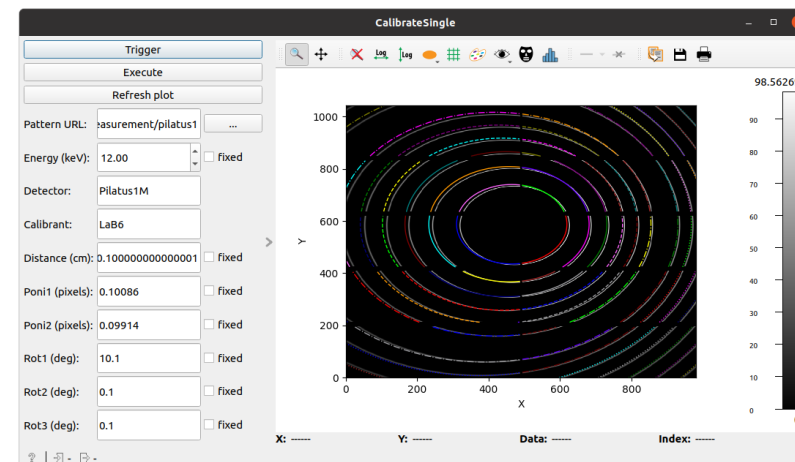 CalibrateSingle
Trigger
Execute
Refresh plot
Pattern URL: easurement/pilatus1 ...
Energy (keV): 12.00 fixed
Detector: Pilatus1M
Calibrant: LaB6
Distance (cm): 0.100000000000001 fixed
Poni1 (pixels): 0.10086 fixed
Poni2 (pixels): 0.09914 fixed
Rot1 (deg): 10.1 fixed
Rot2 (deg): 0.1 fixed
Rot3 (deg): 0.1 fixed
Log Log
1000
800
600
400
200
0
Y
0 200 400 600 800
X
98.5626
90
80
70
60
50
40
30
20
10
0
X: ------ Y: ------ Data: ------ Index: ------